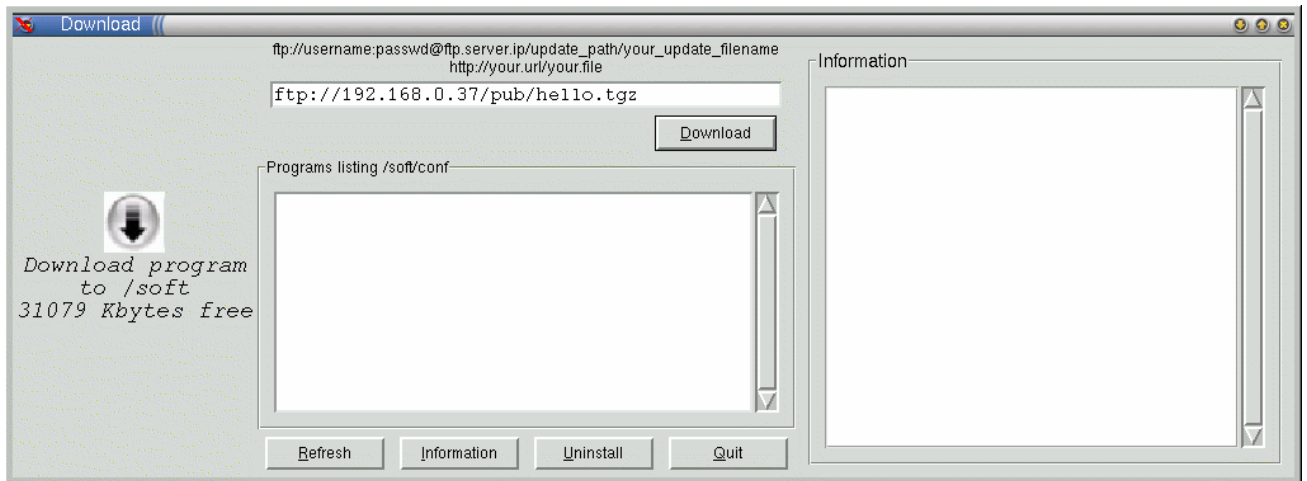 Download
ftp://username:passwd@ftp.server.ip/update_path/your_update_filename
http://your.url/your.file
ftp://192.168.0.37/pub/hello.tgz
Download
Programs listing /soft/conf
Download program
to /soft
31079 Kbytes free
Refresh
Information
Uninstall
Quit
Information